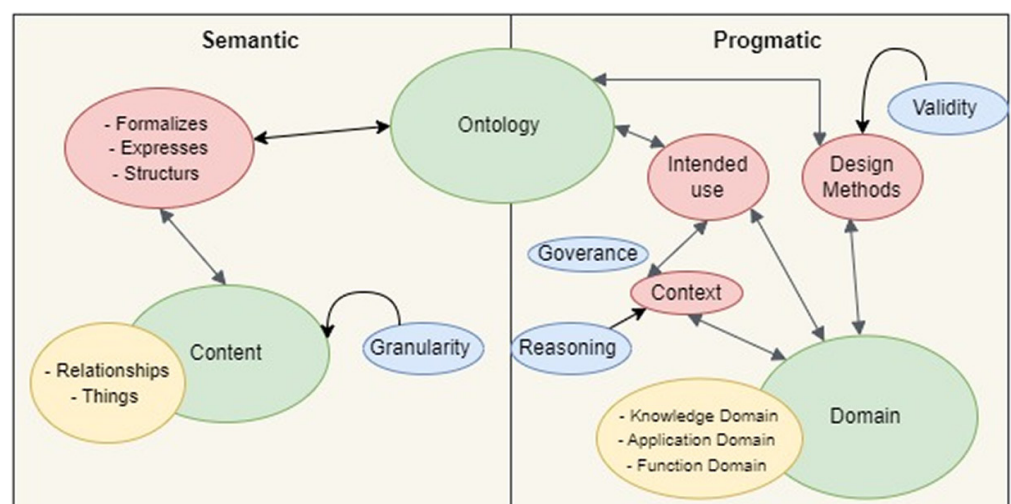 Semantic
Progmatic
Ontology
- Formalizes
- Expresses
- Structurs
Validity
Intended
use
Design
Methods
Goverance
Context
Reasoning
Content
Granularity
- Relationships
- Things
Domain
- Knowledge Domain
- Application Domain
- Function Domain